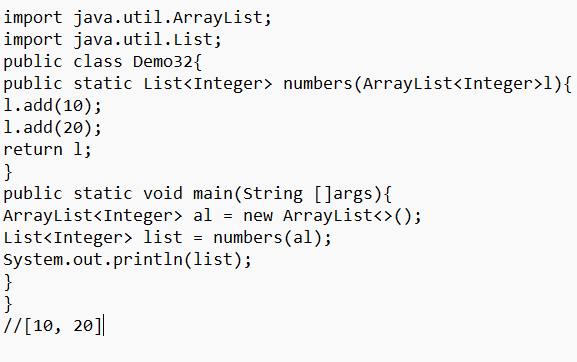 import java.util.ArrayList;
import java.util.List;
public class Demo32{
public static List<Integer> numbers(ArrayList<Integer>l){
l.add(10);
l.add(20);
return l;
}
public static void main(String []args){
ArrayList<Integer> al = new ArrayList<>();
List<Integer> list = numbers(al);
System.out.println(list);
}
}
//[10, 20]